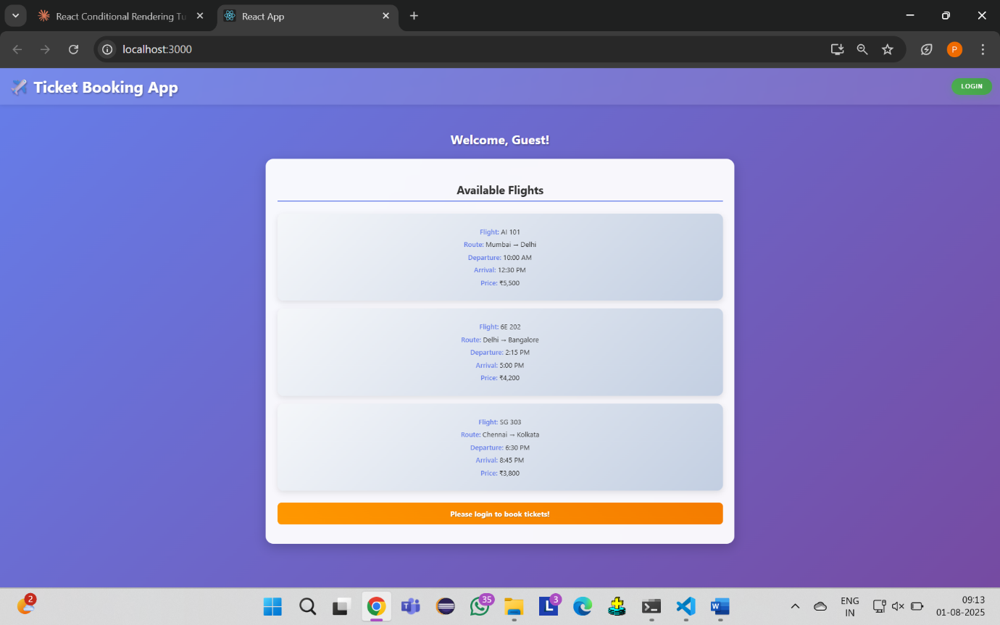 React Conditional Rendering Tu
React App
localhost:3000
P
Ticket Booking App
LOGIN
Welcome, Guest!
Available Flights
Flight: AI 101
Route: Mumbai → Delhi
Departure: 10:00 AM
Arrival: 12:30 PM
Price: ₹5,500
Flight: 6E 202
Route: Delhi → Bangalore
Departure: 2:15 PM
Arrival: 5:00 PM
Price: ₹4,200
Flight: SG 303
Route: Chennai → Kolkata
Departure: 6:30 PM
Arrival: 8:45 PM
Price: ₹3,800
Please login to book tickets!
2
T
35
L
3
W
ENG
IN
09:13
01-08-2025